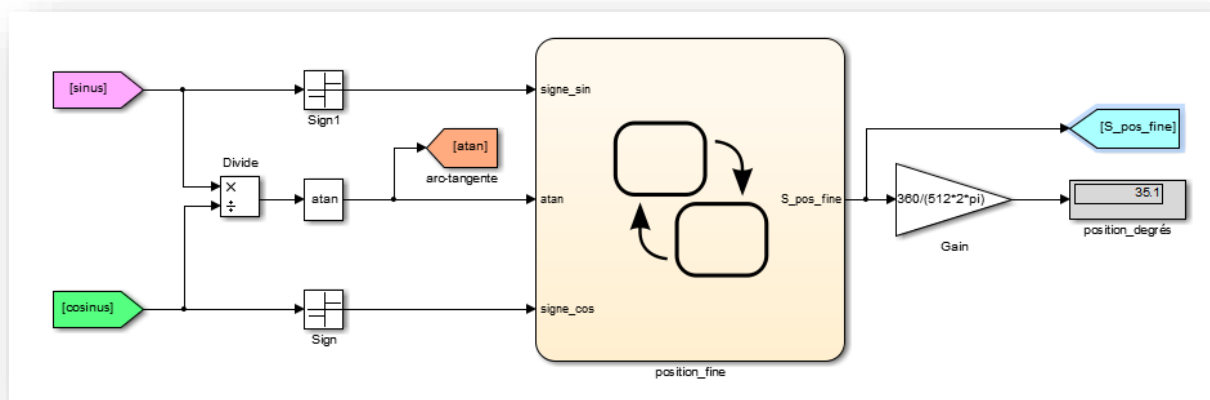 [sinus]
Sign1
signe_sin
[atan]
arc-tangente
[S_pos_fine]
Divide
×
÷
atan
atan
S_pos_fine
360/(512*2*pi)
Gain
35.1
position_degrés
[cosinus]
Sign
signe_cos
position_fine